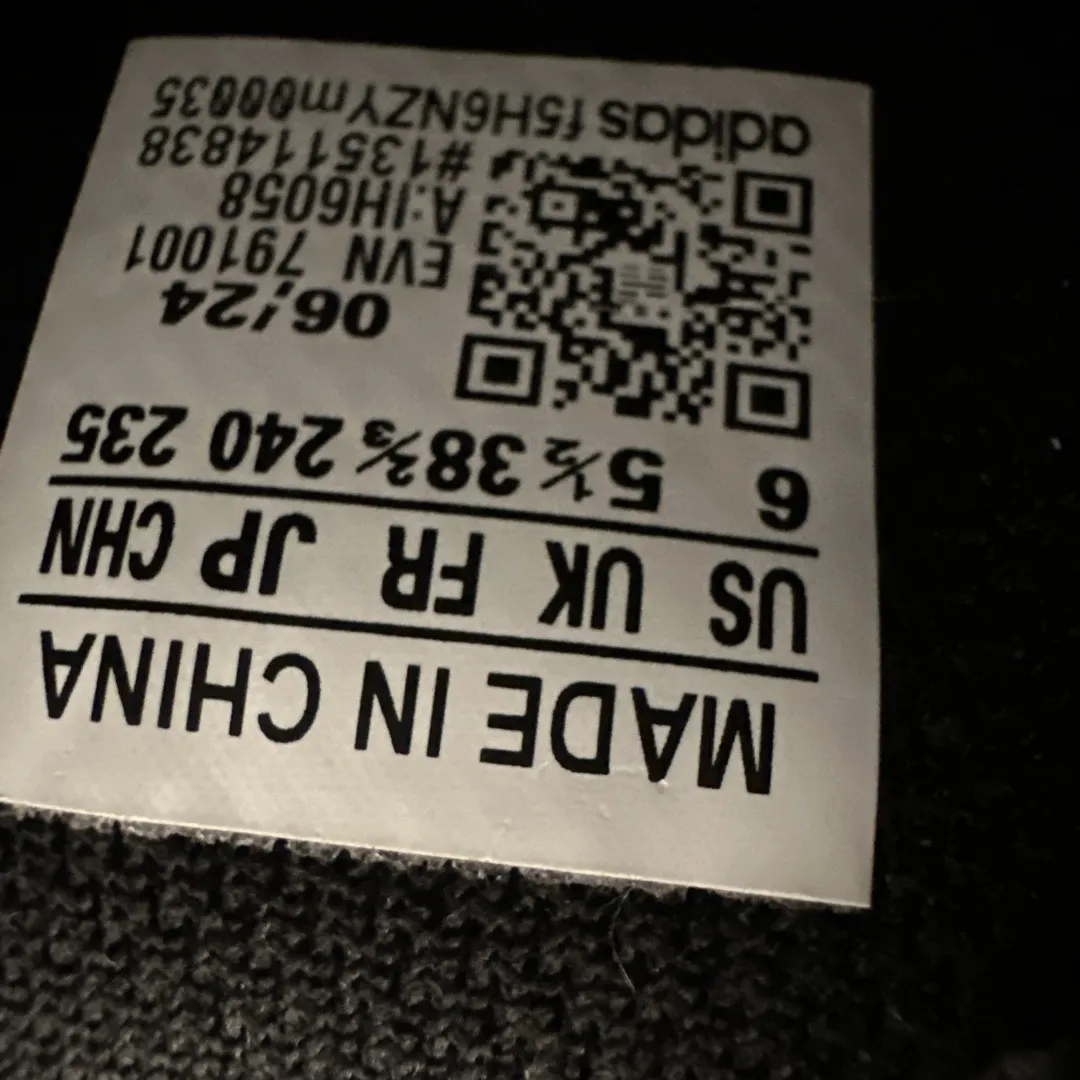 MADE IN CHINA
US UK FR JP CHN
6 5½ 38⅔ 240 235
06/24
EVN 791001
A:IH6058
#135114838
adidas f5H6NZYm00035